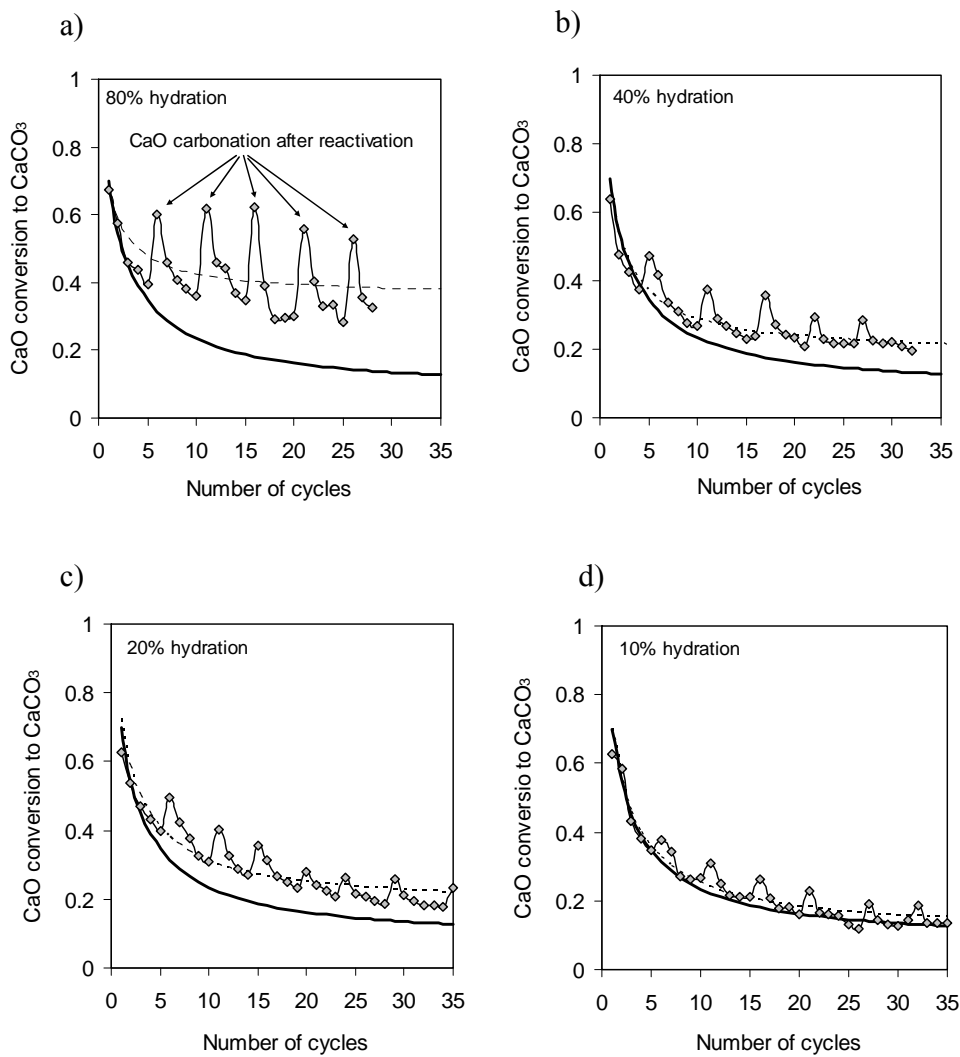 a)
80% hydration
CaO carbonation after reactivation
CaO conversion to CaCO3
1
0.8
0.6
0.4
0.2
0
0 5 10 15 20 25 30 35
Number of cycles
b)
40% hydration
CaO conversion to CaCO3
1
0.8
0.6
0.4
0.2
0
0 5 10 15 20 25 30 35
Number of cycles
c)
20% hydration
CaO conversion to CaCO3
1
0.8
0.6
0.4
0.2
0
0 5 10 15 20 25 30 35
Number of cycles
d)
10% hydration
CaO conversio to CaCO3
1
0.8
0.6
0.4
0.2
0
0 5 10 15 20 25 30 35
Number of cycles